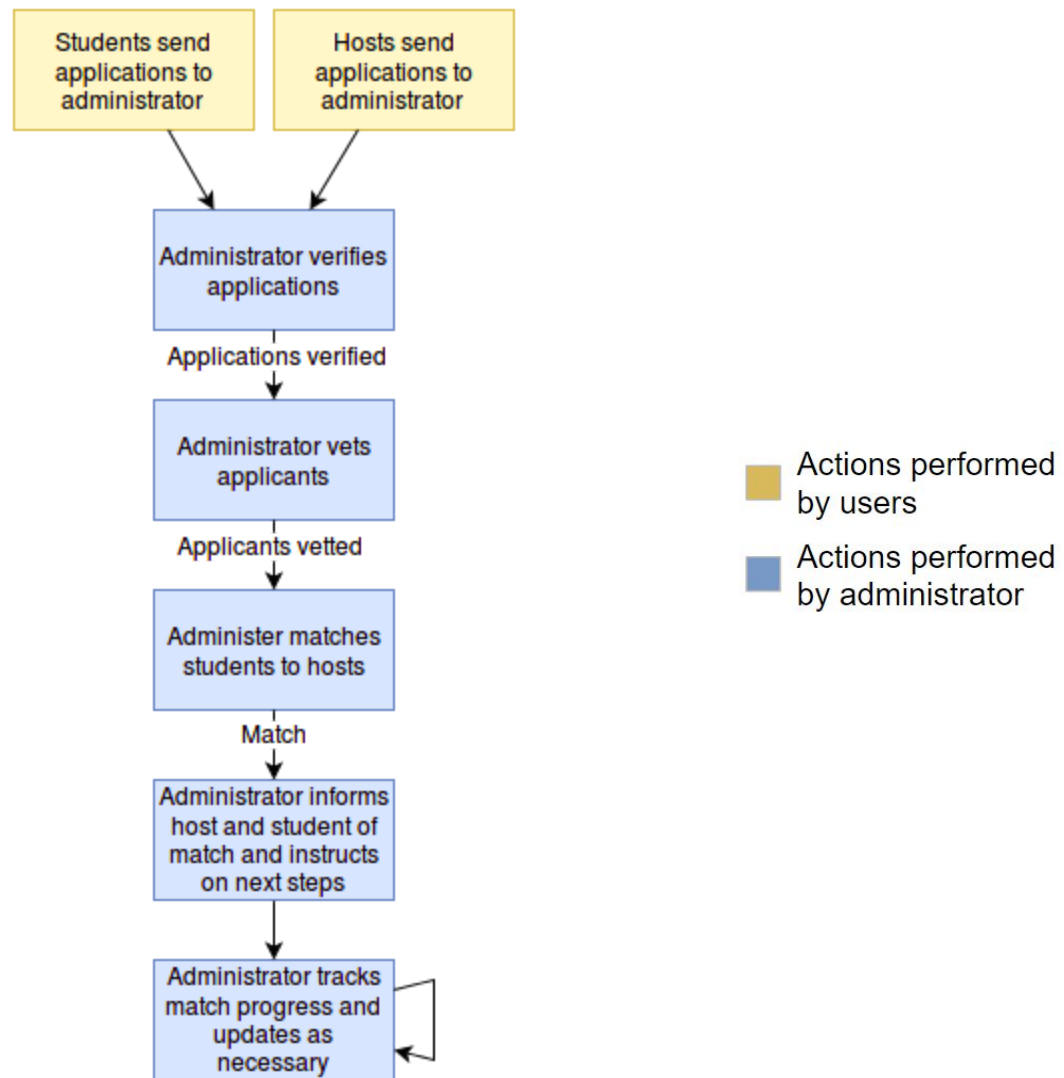 Students send
applications to
administrator
Hosts send
applications to
administrator
Administrator verifies
applications
Applications verified
Administrator vets
applicants
Applicants vetted
Administer matches
students to hosts
Match
Administrator informs
host and student of
match and instructs
on next steps
Administrator tracks
match progress and
updates as
necessary
Actions performed
by users
Actions performed
by administrator